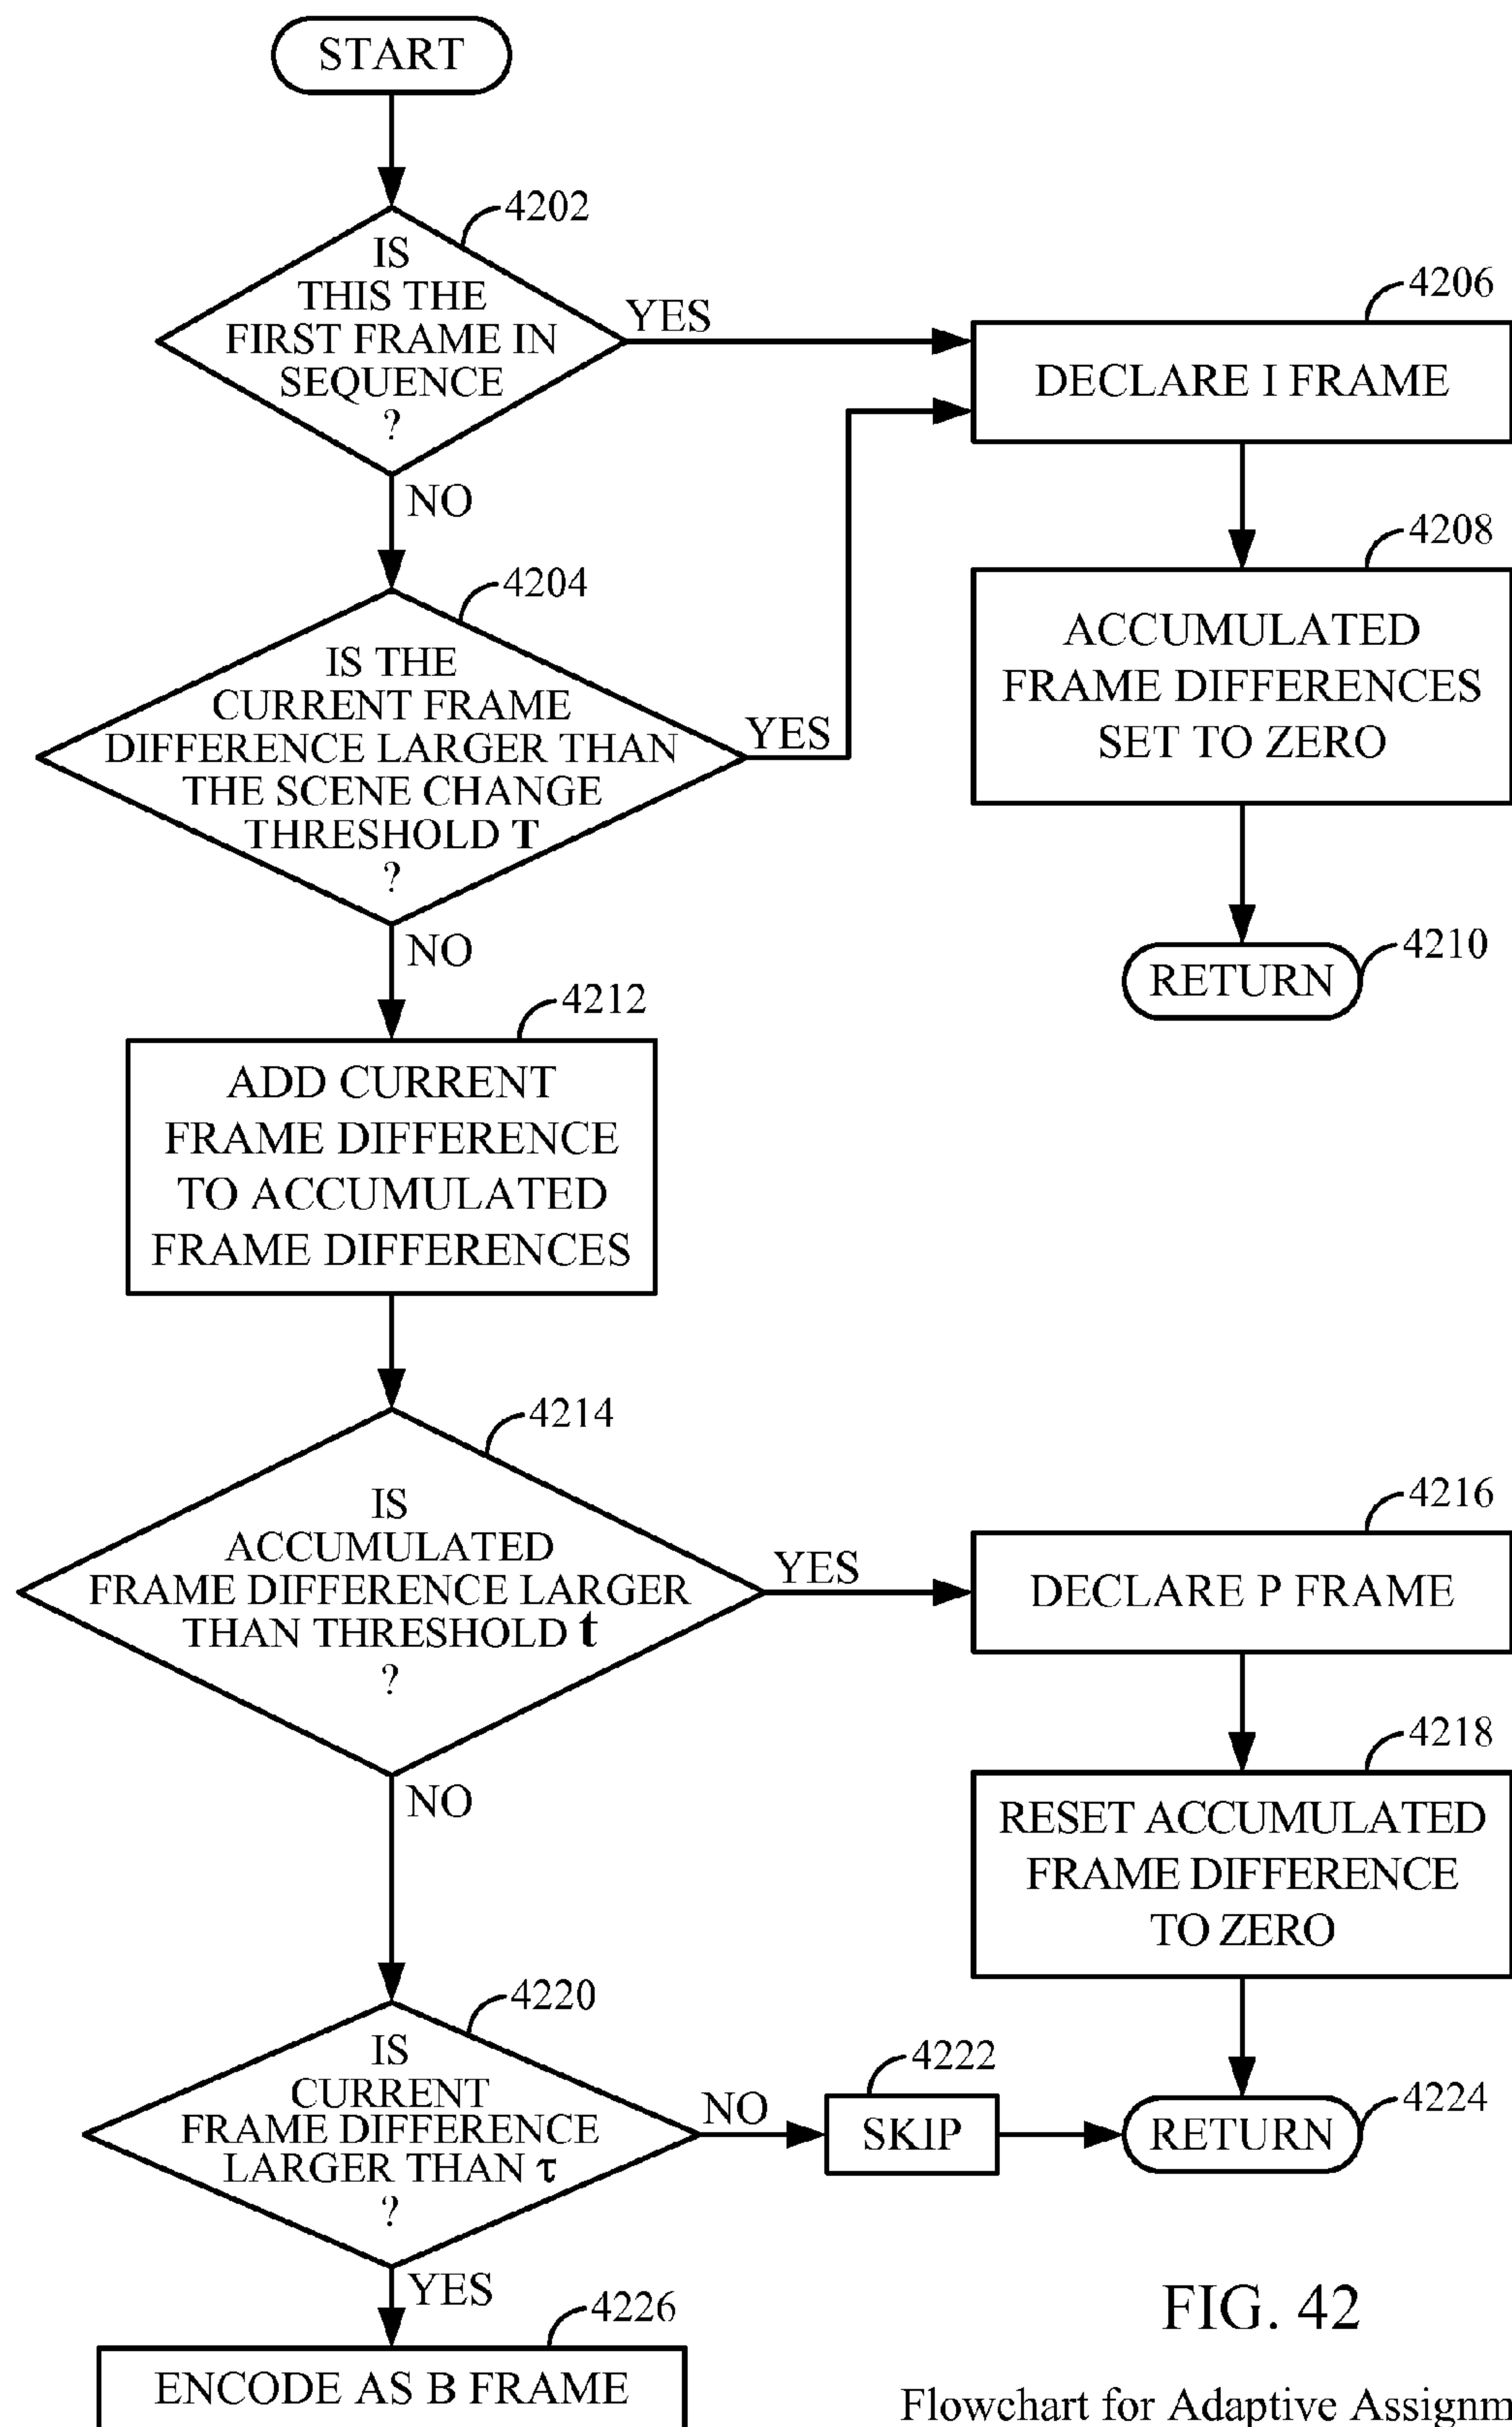 START
4202
IS
THIS THE
FIRST FRAME IN
SEQUENCE
?
YES
NO
4206
DECLARE I FRAME
4204
IS THE
CURRENT FRAME
DIFFERENCE LARGER THAN
THE SCENE CHANGE
THRESHOLD T
?
YES
NO
4208
ACCUMULATED
FRAME DIFFERENCES
SET TO ZERO
4210
RETURN
4212
ADD CURRENT
FRAME DIFFERENCE
TO ACCUMULATED
FRAME DIFFERENCES
4214
IS
ACCUMULATED
FRAME DIFFERENCE LARGER
THAN THRESHOLD t
?
YES
NO
4216
DECLARE P FRAME
4218
RESET ACCUMULATED
FRAME DIFFERENCE
TO ZERO
4220
IS
CURRENT
FRAME DIFFERENCE
LARGER THAN τ
?
NO
YES
4222
SKIP
4224
RETURN
4226
ENCODE AS B FRAME
FIG. 42
Flowchart for Adaptive